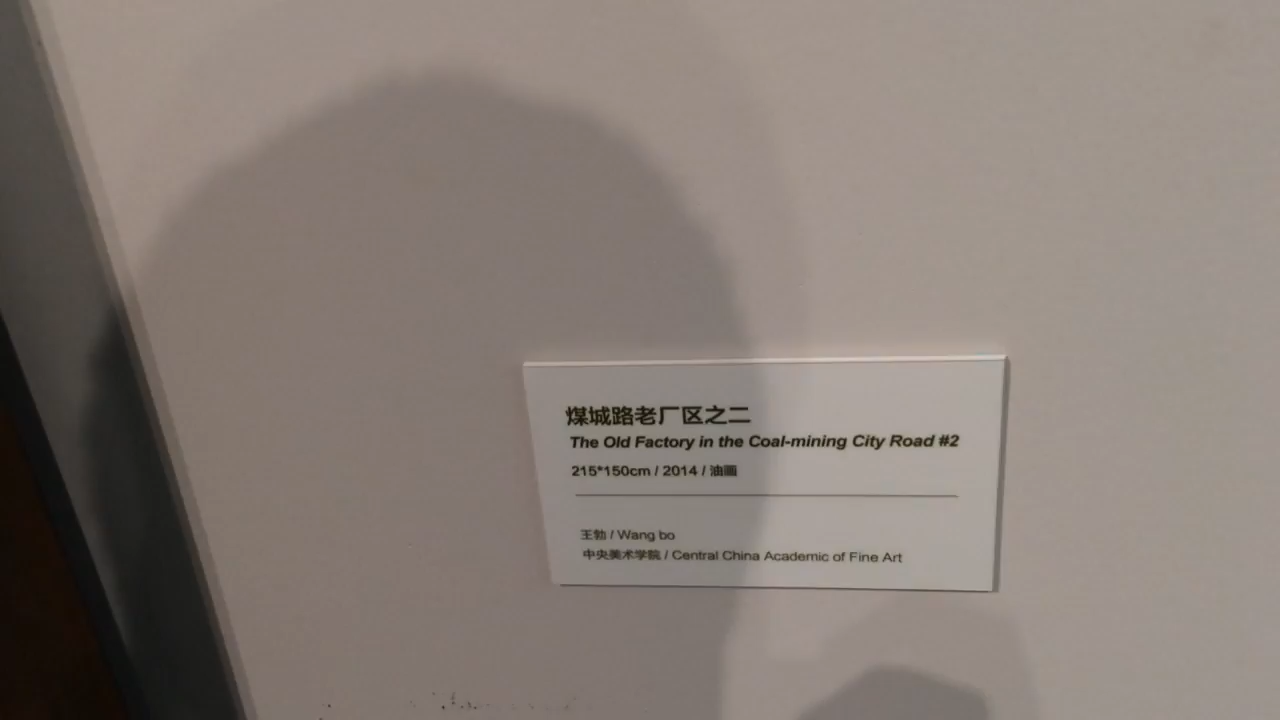 煤城路老厂区之二
The Old Factory in the Coal-mining City Road #2
215*150cm / 2014 / 油画
王勃 / Wang bo
中央美术学院 / Central China Academic of Fine Art